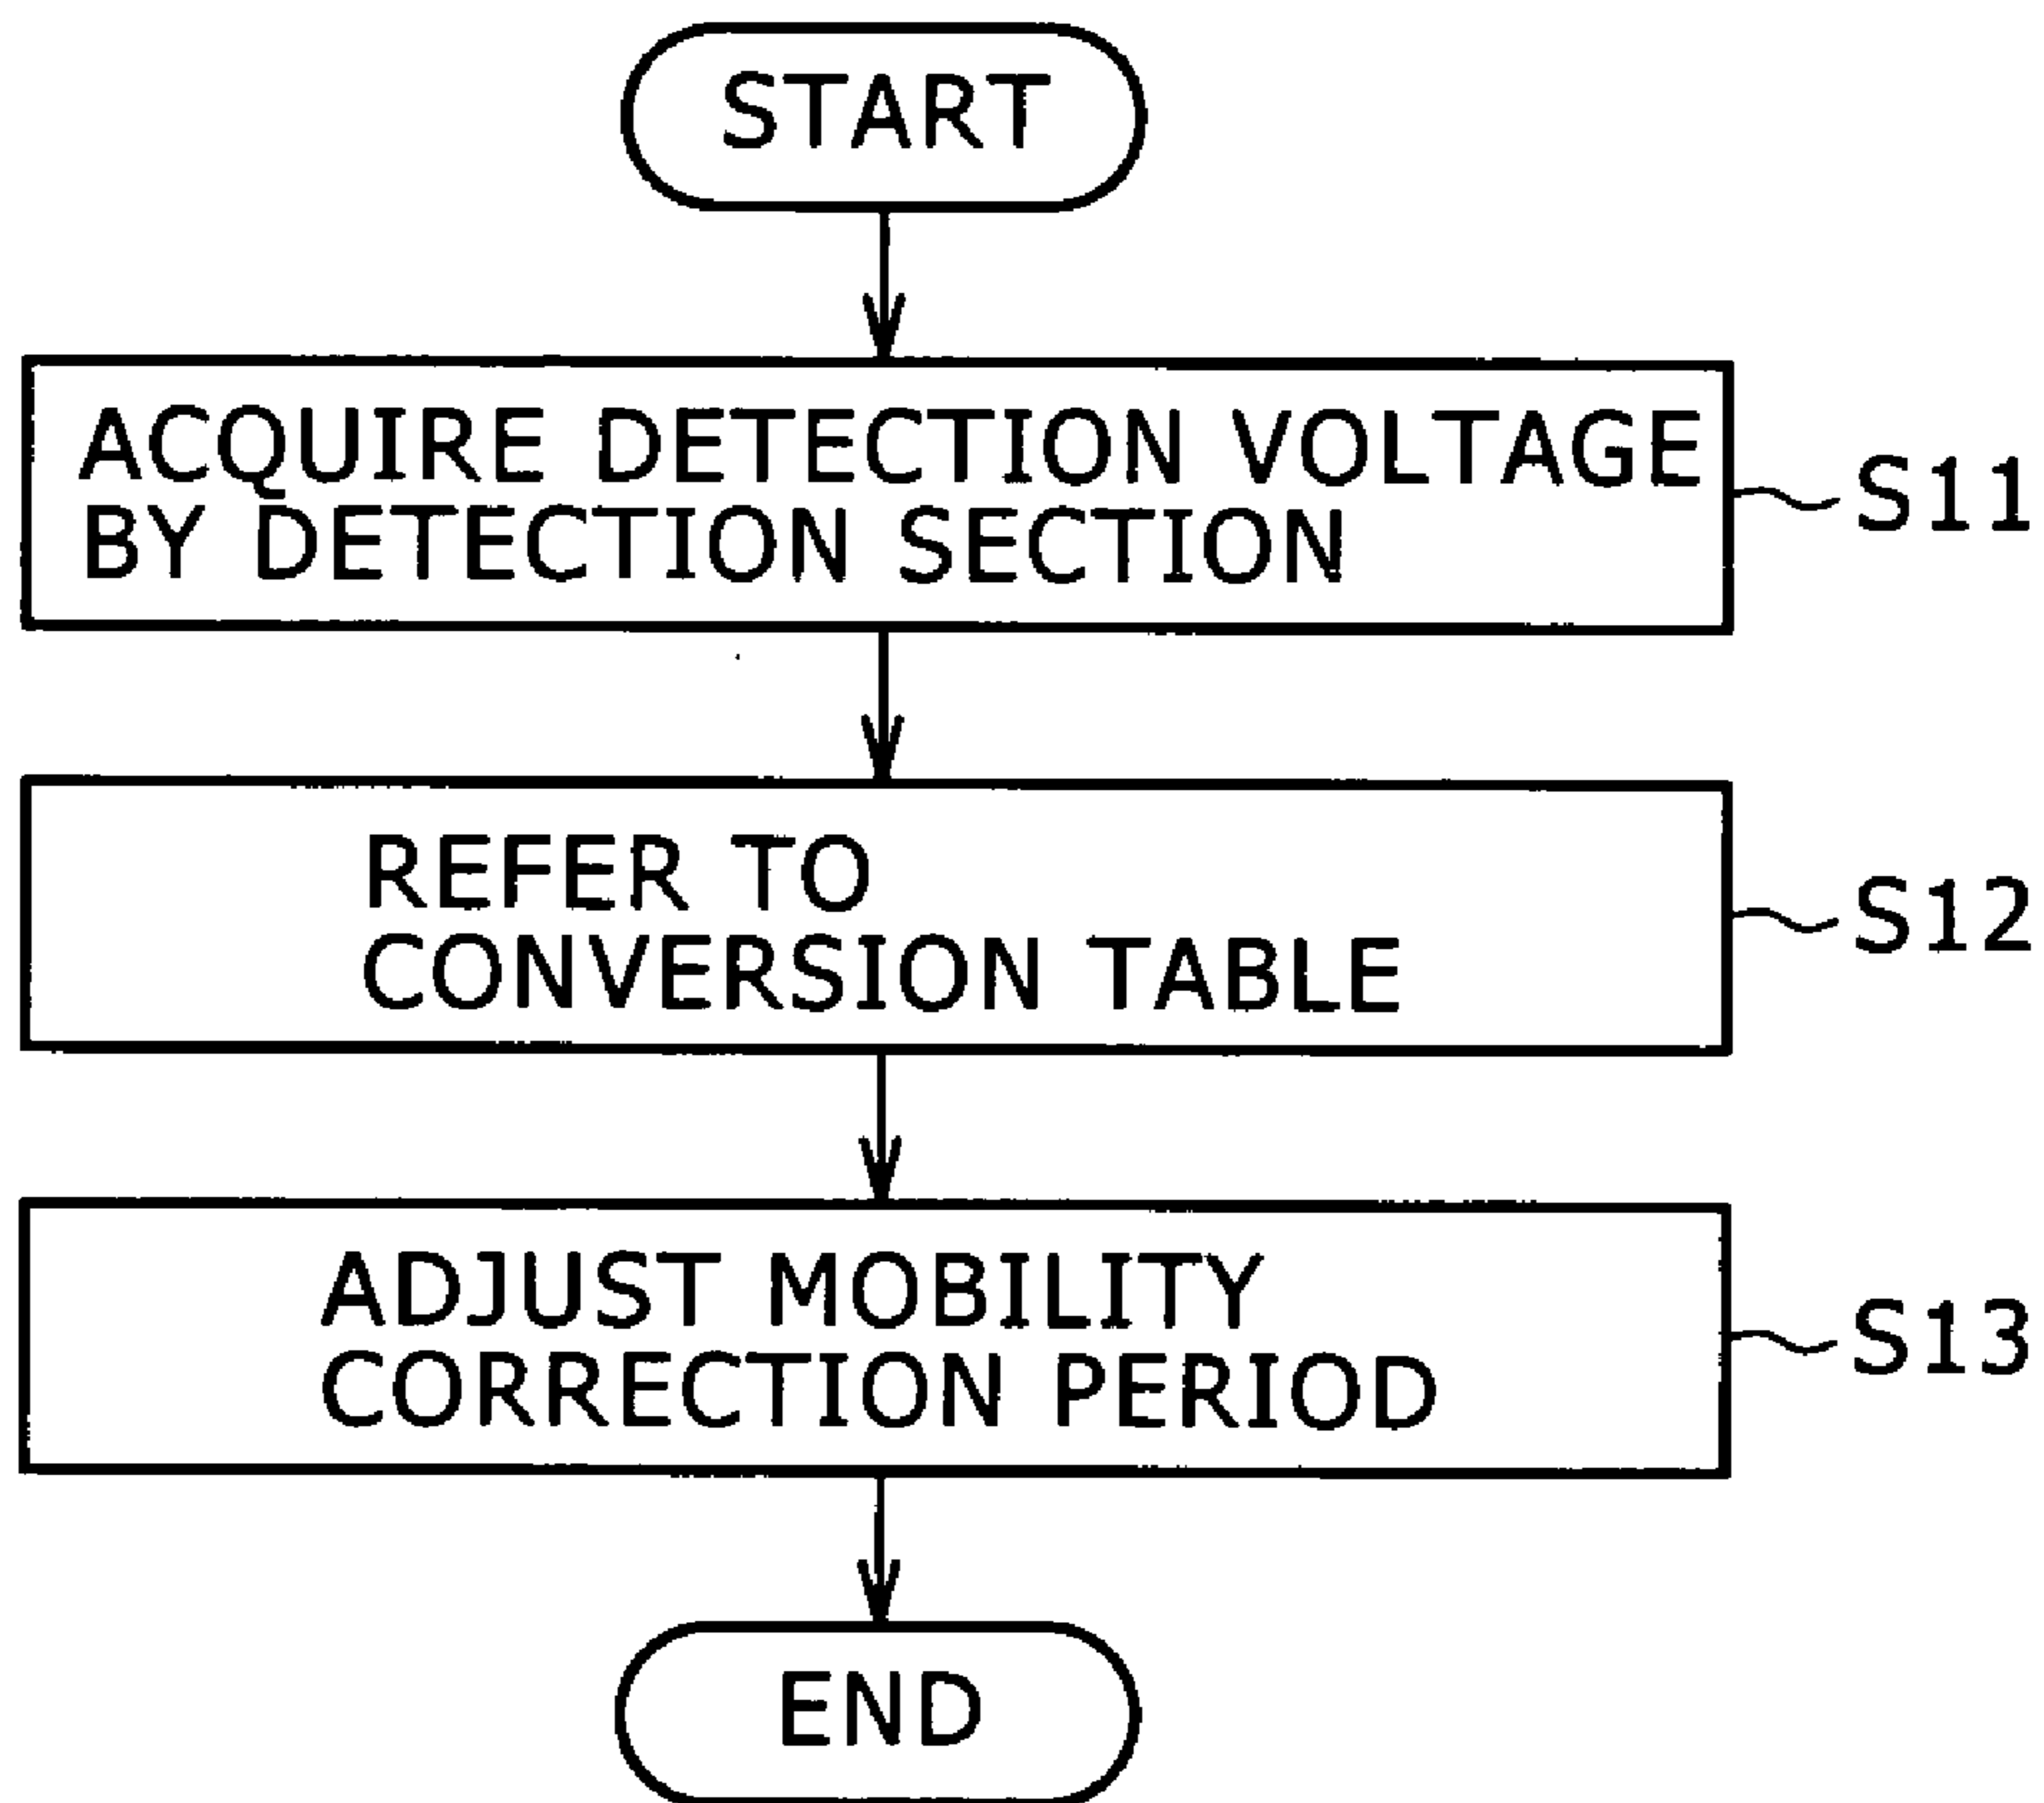 START
ACQUIRE DETECTION VOLTAGE
BY DETECTION SECTION
S11
REFER TO
CONVERSION TABLE
S12
ADJUST MOBILITY
CORRECTION PERIOD
S13
END